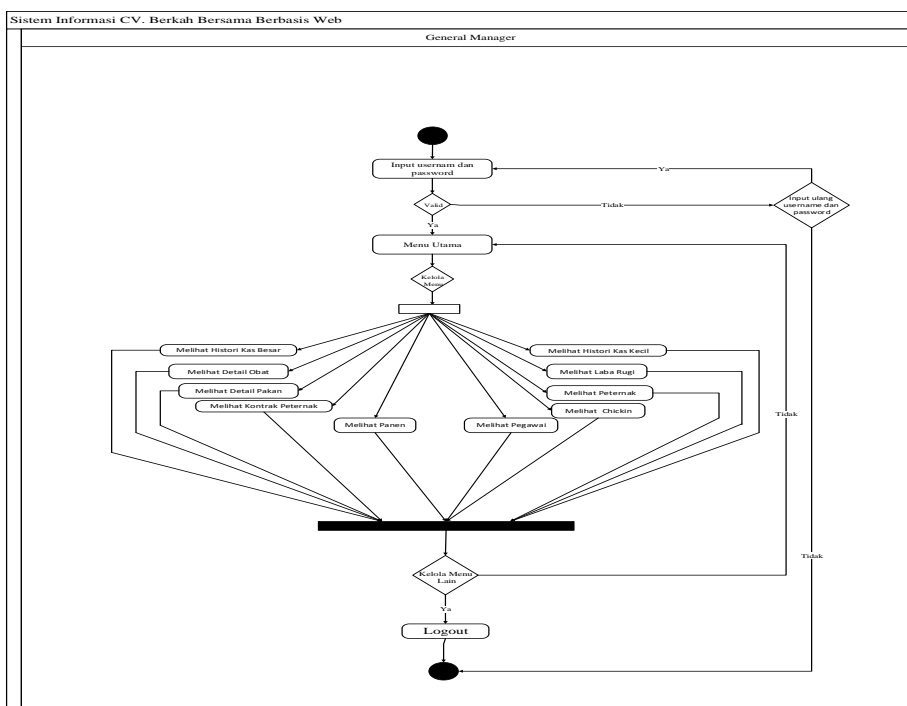 Sistem Informasi CV. Berkah Bersama Berbasis Web
General Manager
Input usernam dan
password
Ya
Valid
Tidak
Input ulang
username dan
password
Ya
Menu Utama
Kelola
Menu
Melihat Histori Kas Besar
Melihat Histori Kas Kecil
Melihat Detail Obat
Melihat Laba Rugi
Melihat Detail Pakan
Melihat Peternak
Melihat Kontrak Peternak
Melihat Chickin
Tidak
Melihat Panen
Melihat Pegawai
Tidak
Kelola Menu
Lain
Ya
Logout